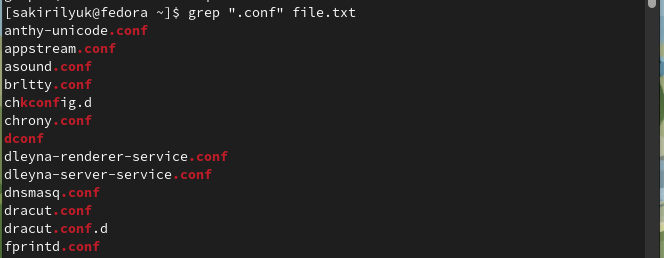 [sakirilyuk@fedora ~]$ grep ".conf" file.txt
anthy-unicode.conf
appstream.conf
asound.conf
brltty.conf
chkconfig.d
chrony.conf
dconf
dleyna-renderer-service.conf
dleyna-server-service.conf
dnsmasq.conf
dracut.conf
dracut.conf.d
fprintd.conf